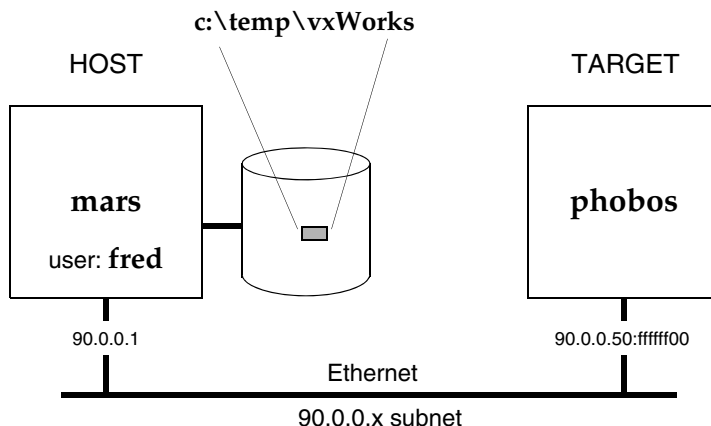 c:\temp\vxWorks
HOST
TARGET
mars
user: fred
phobos
90.0.0.1
90.0.0.50:ffffff00
Ethernet
90.0.0.x subnet